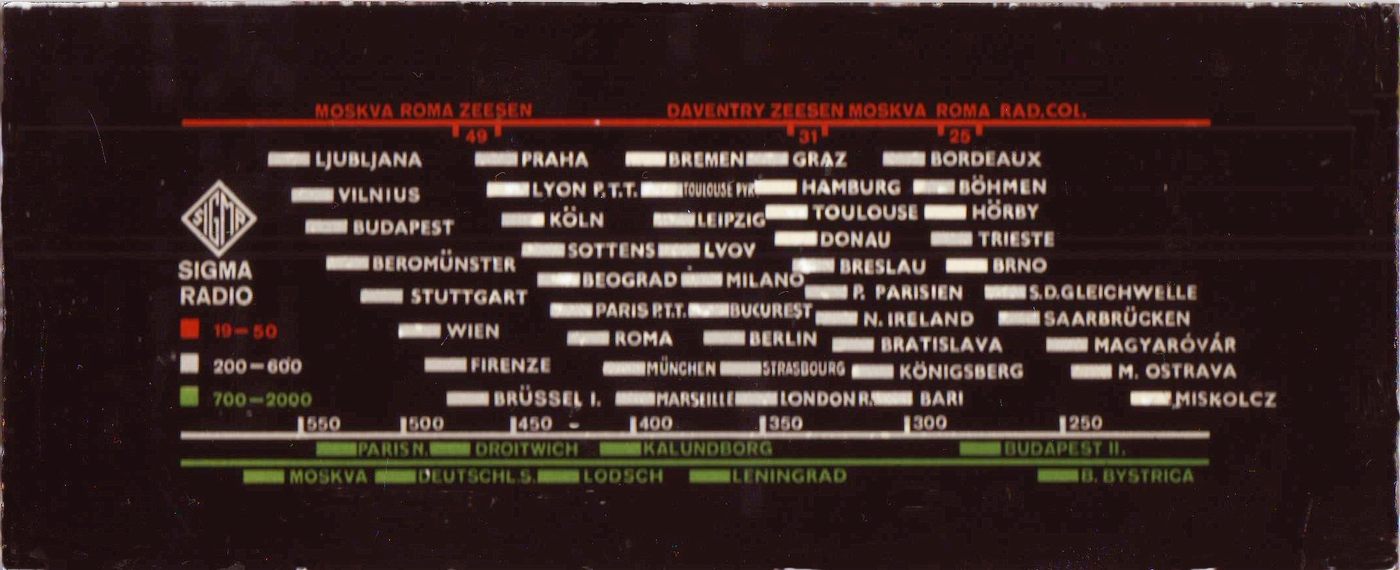 MOSKVA ROMA ZEESEN DAVENTRY ZEESEN MOSKVA ROMA RAD.COL.
49 31 25
LJUBLJANA PRAHA BREMEN GRAZ BORDEAUX
VILNIUS LYON P.T.T. TOULOUSE PYR. HAMBURG BÖHMEN
BUDAPEST KÖLN LEIPZIG TOULOUSE HÖRBY
SOTTENS LVOV DONAU TRIESTE
BEROMÜNSTER BEOGRAD MILANO BRESLAU BRNO
STUTTGART PARIS P.T.T. BUCUREST P. PARISIEN S.D.GLEICHWELLE
WIEN ROMA BERLIN N. IRELAND SAARBRÜCKEN
FIRENZE MÜNCHEN STRASBOURG BRATISLAVA MAGYARÓVÁR
KÖNIGSBERG M. OSTRAVA
BRÜSSEL I. MARSEILLE LONDON R. BARI MISKOLCZ
SIGMA
SIGMA
RADIO
19–50
200–600
700–2000
550 500 450 400 350 300 250
PARIS N. DROITWICH KALUNDBORG BUDAPEST II.
MOSKVA DEUTSCHL.S. LODSCH LENINGRAD B. BYSTRICA